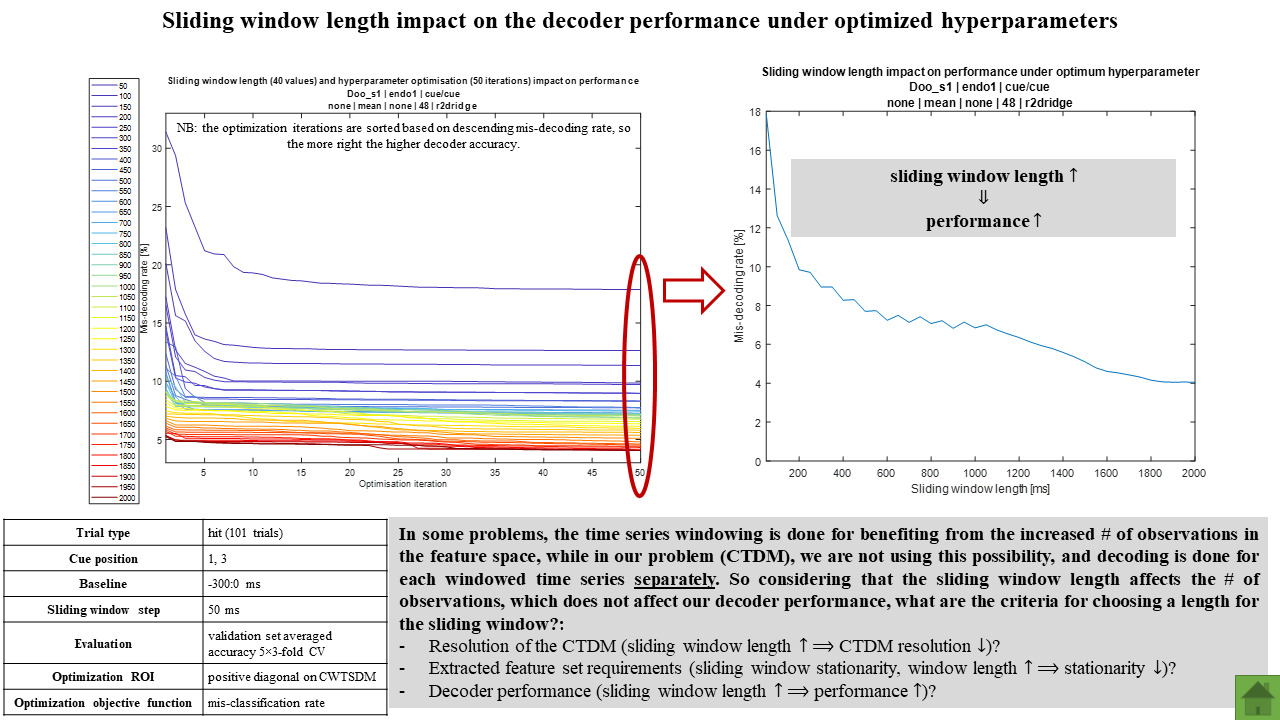 Sliding window length impact on the decoder performance under optimized hyperparameters
Sliding window length (40 values) and hyperparameter optimisation (50 iterations) impact on performance
Doo_s1 | endo1 | cue/cue
none | mean | none | 48 | r2dridge
NB: the optimization iterations are sorted based on descending mis-decoding rate, so
the more right the higher decoder accuracy.
50
100
150
200
250
300
350
400
450
500
550
600
650
700
750
800
850
900
950
1000
1050
1100
1150
1200
1250
1300
1350
1400
1450
1500
1550
1600
1650
1700
1750
1800
1850
1900
1950
2000
Mis-decoding rate [%]
30
25
20
15
10
5
5 10 15 20 25 30 35 40 45 50
Optimisation iteration
Sliding window length impact on performance under optimum hyperparameter
Doo_s1 | endo1 | cue/cue
none | mean | none | 48 | r2dridge
sliding window length ↑
⇓
performance ↑
Mis-decoding rate [%]
18
16
14
12
10
8
6
4
2
0
200 400 600 800 1000 1200 1400 1600 1800 2000
Sliding window length [ms]
Trial type hit (101 trials)
Cue position 1, 3
Baseline -300:0 ms
Sliding window step 50 ms
Evaluation validation set averaged
accuracy 5×3-fold CV
Optimization ROI positive diagonal on CWTSDM
Optimization objective function mis-classification rate
In some problems, the time series windowing is done for benefiting from the increased # of observations in
the feature space, while in our problem (CTDM), we are not using this possibility, and decoding is done for
each windowed time series separately. So considering that the sliding window length affects the # of
observations, which does not affect our decoder performance, what are the criteria for choosing a length for
the sliding window?:
- Resolution of the CTDM (sliding window length ↑ ⟹ CTDM resolution ↓)?
- Extracted feature set requirements (sliding window stationarity, window length ↑ ⟹ stationarity ↓)?
- Decoder performance (sliding window length ↑ ⟹ performance ↑)?